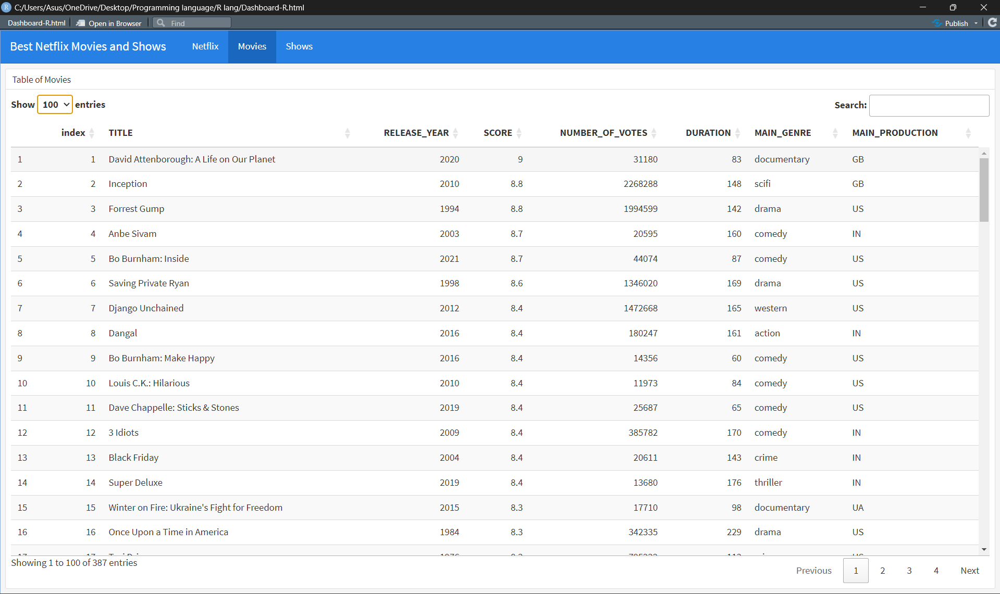 C:/Users/Asus/OneDrive/Desktop/Programming language/R lang/Dashboard-R.html
Dashboard-R.html Open in Browser Find Publish
Best Netflix Movies and Shows Netflix Movies Shows
Table of Movies
Show 100 entries Search:
index TITLE RELEASE_YEAR SCORE NUMBER_OF_VOTES DURATION MAIN_GENRE MAIN_PRODUCTION
1 1 David Attenborough: A Life on Our Planet 2020 9 31180 83 documentary GB
2 2 Inception 2010 8.8 2268288 148 scifi GB
3 3 Forrest Gump 1994 8.8 1994599 142 drama US
4 4 Anbe Sivam 2003 8.7 20595 160 comedy IN
5 5 Bo Burnham: Inside 2021 8.7 44074 87 comedy US
6 6 Saving Private Ryan 1998 8.6 1346020 169 drama US
7 7 Django Unchained 2012 8.4 1472668 165 western US
8 8 Dangal 2016 8.4 180247 161 action IN
9 9 Bo Burnham: Make Happy 2016 8.4 14356 60 comedy US
10 10 Louis C.K.: Hilarious 2010 8.4 11973 84 comedy US
11 11 Dave Chappelle: Sticks & Stones 2019 8.4 25687 65 comedy US
12 12 3 Idiots 2009 8.4 385782 170 comedy IN
13 13 Black Friday 2004 8.4 20611 143 crime IN
14 14 Super Deluxe 2019 8.4 13680 176 thriller IN
15 15 Winter on Fire: Ukraine's Fight for Freedom 2015 8.3 17710 98 documentary UA
16 16 Once Upon a Time in America 1984 8.3 342335 229 drama US
Showing 1 to 100 of 387 entries
Previous 1 2 3 4 Next